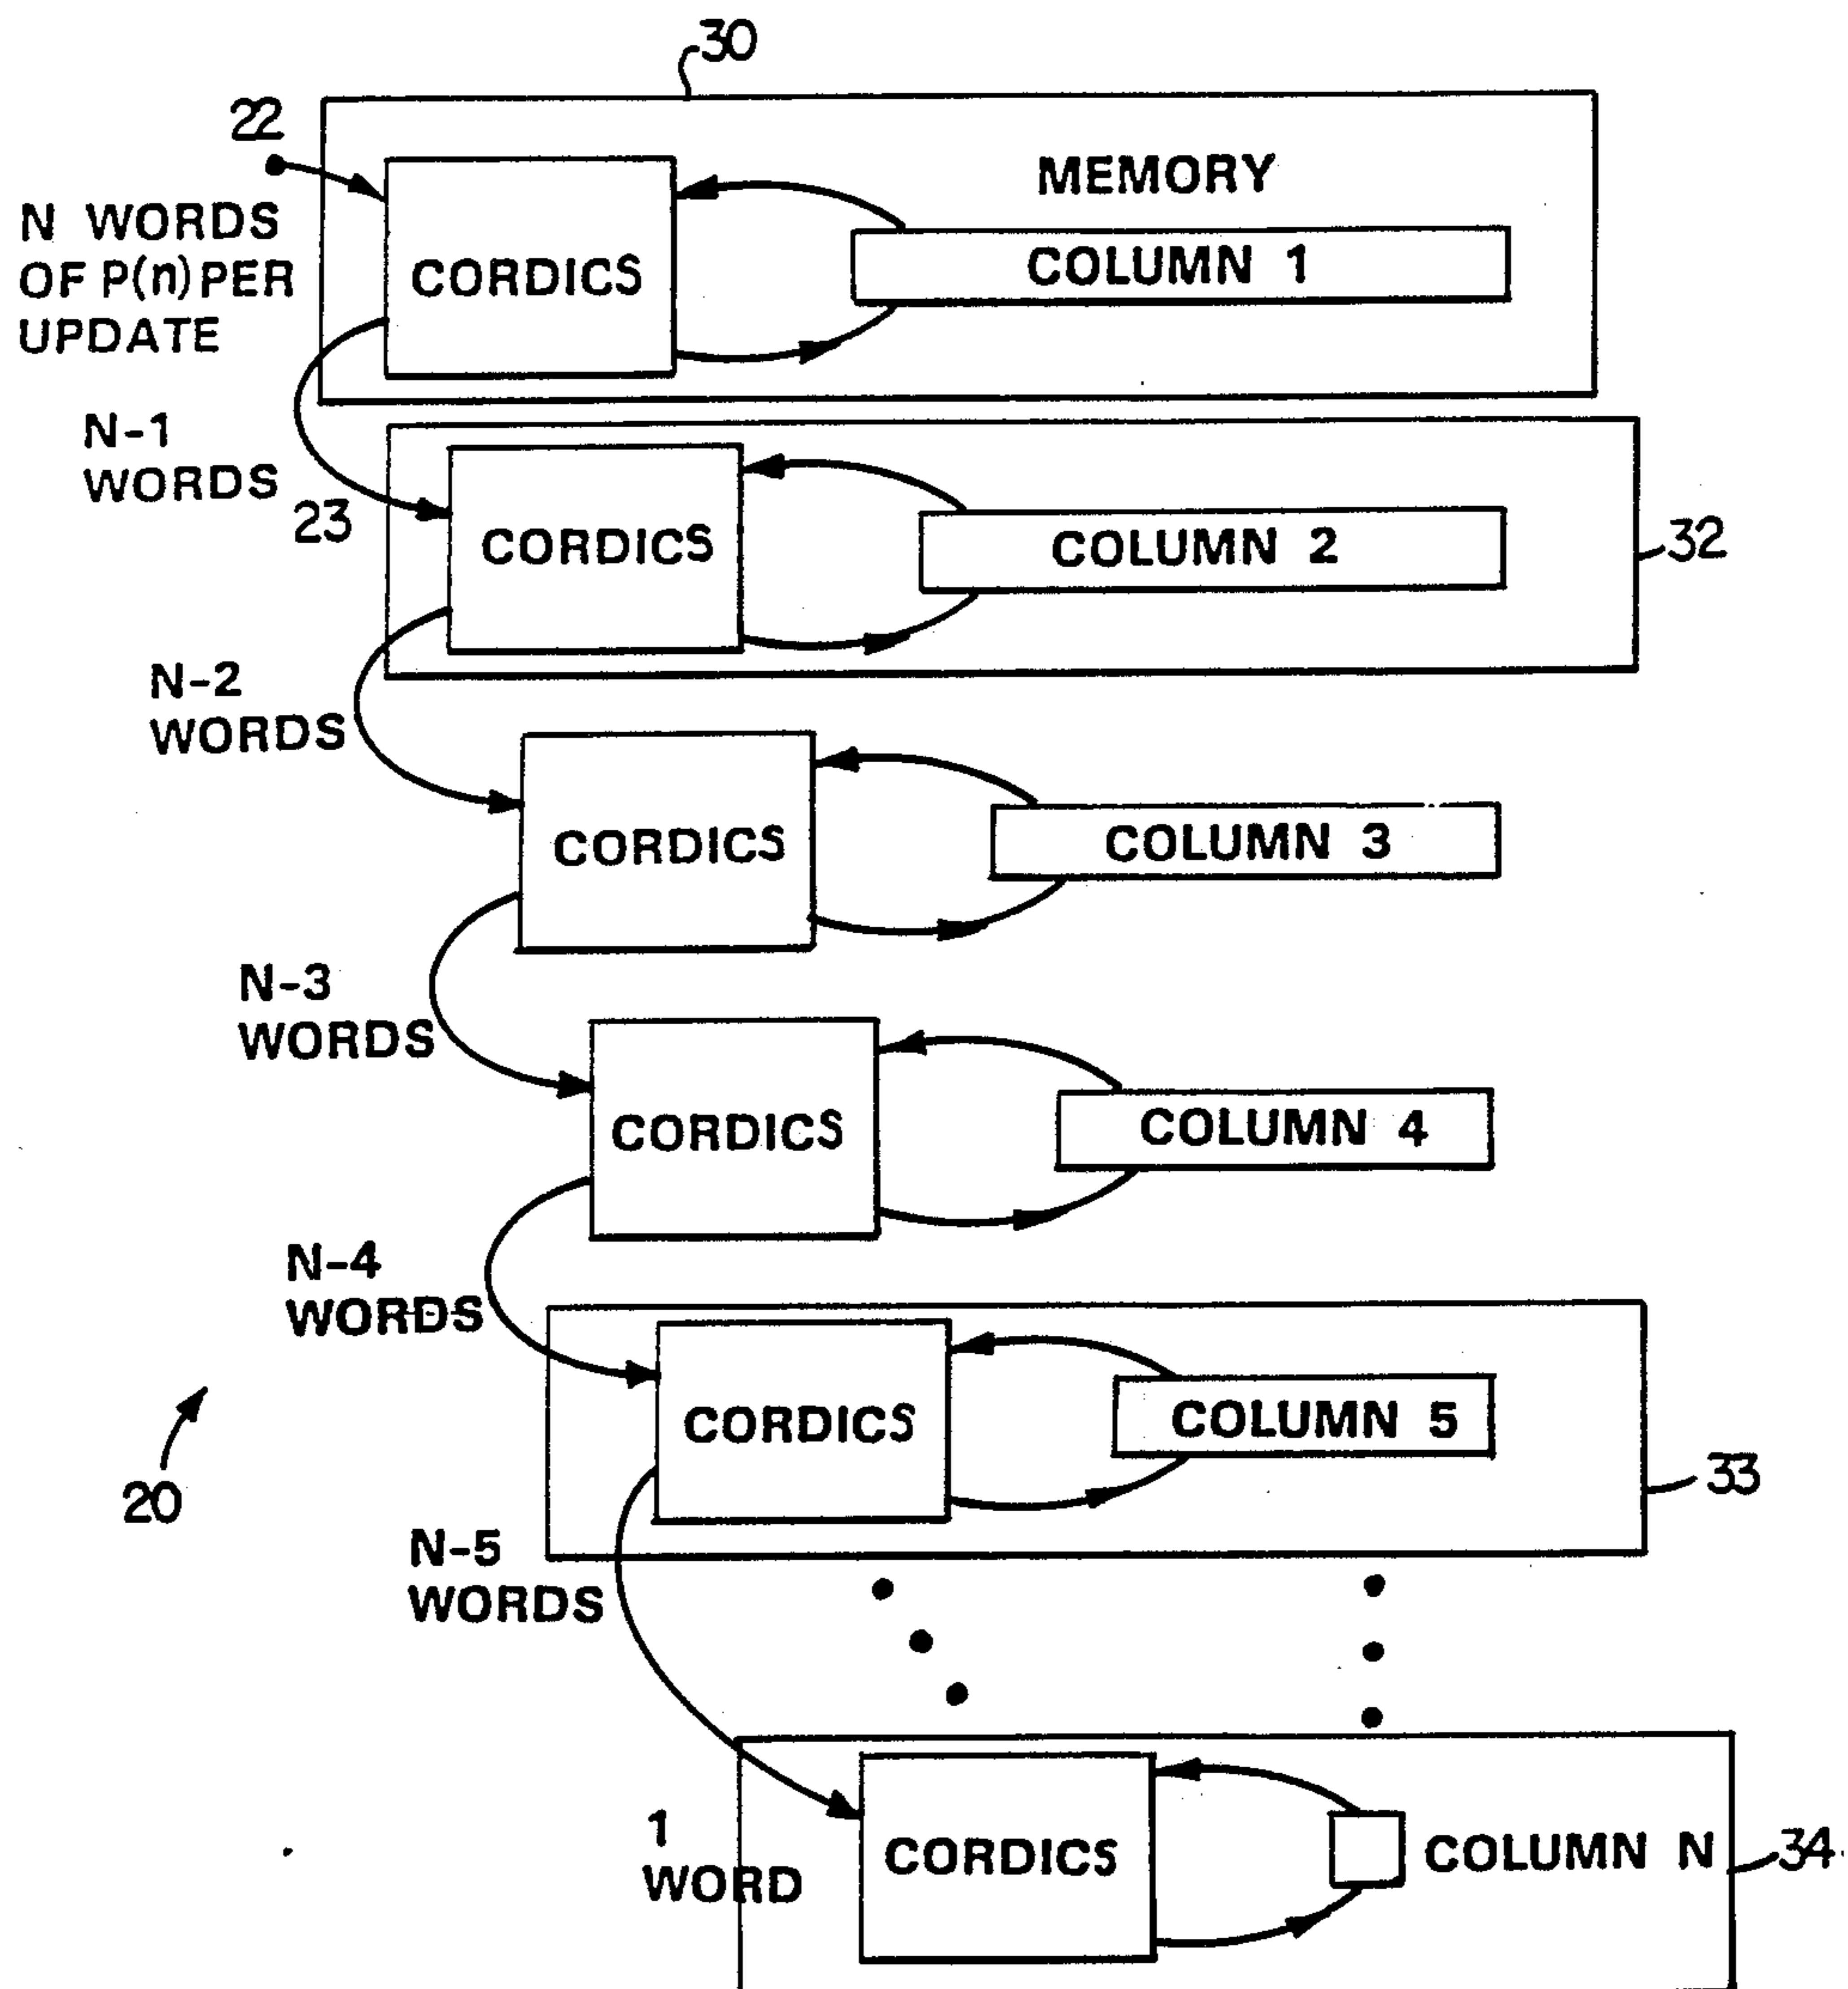 30
22
MEMORY
N WORDS
OF P(n) PER
UPDATE
CORDICS
COLUMN 1
N-1
WORDS
23
CORDICS
COLUMN 2
32
N-2
WORDS
CORDICS
COLUMN 3
N-3
WORDS
CORDICS
COLUMN 4
N-4
WORDS
CORDICS
COLUMN 5
33
20
N-5
WORDS
1
WORD
CORDICS
COLUMN N
34